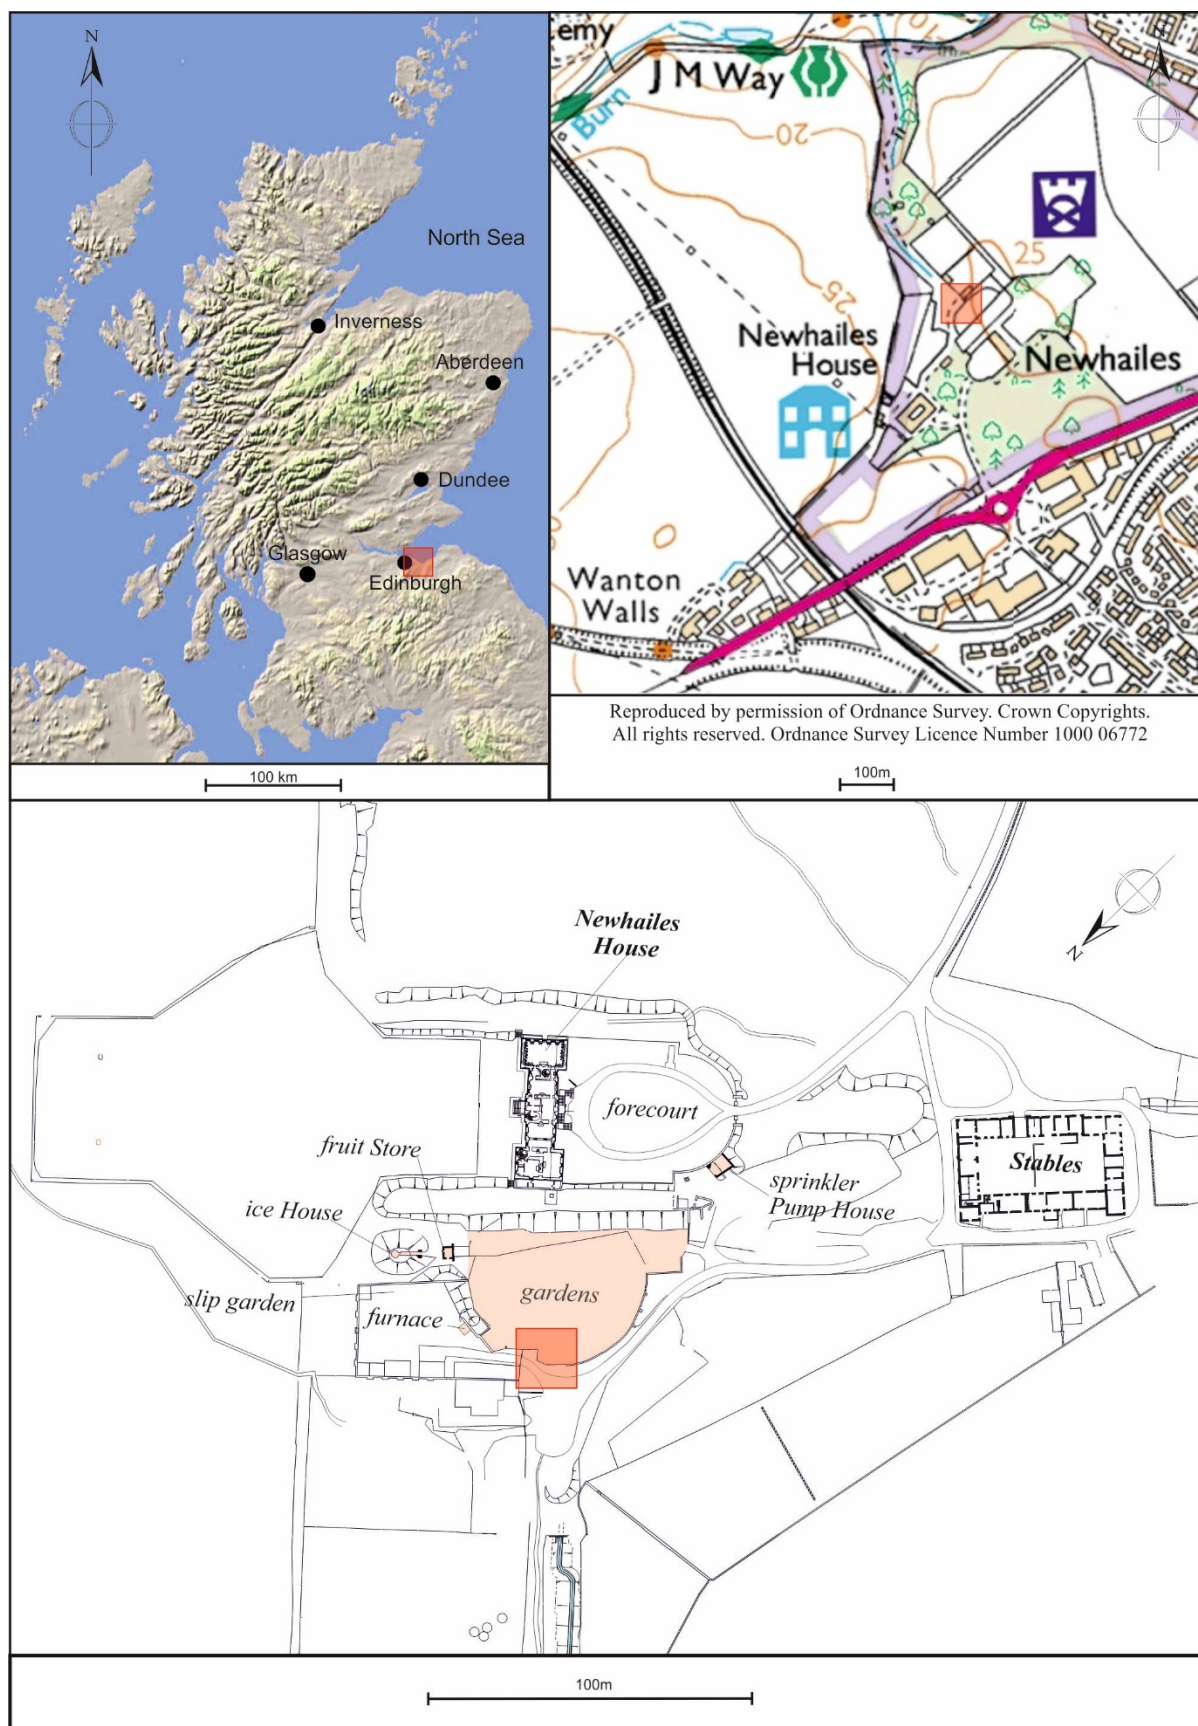 N
North Sea
Inverness
Aberdeen
Dundee
Glasgow
Edinburgh
100 km
emy
J M Way
Burn
20
10
N
25
25
Newhailes
House
Newhailes
Wanton
Walls
Reproduced by permission of Ordnance Survey. Crown Copyrights.
All rights reserved. Ordnance Survey Licence Number 1000 06772
100m
Newhailes
House
N
forecourt
fruit Store
Stables
sprinkler
Pump House
ice House
slip garden
gardens
furnace
100m